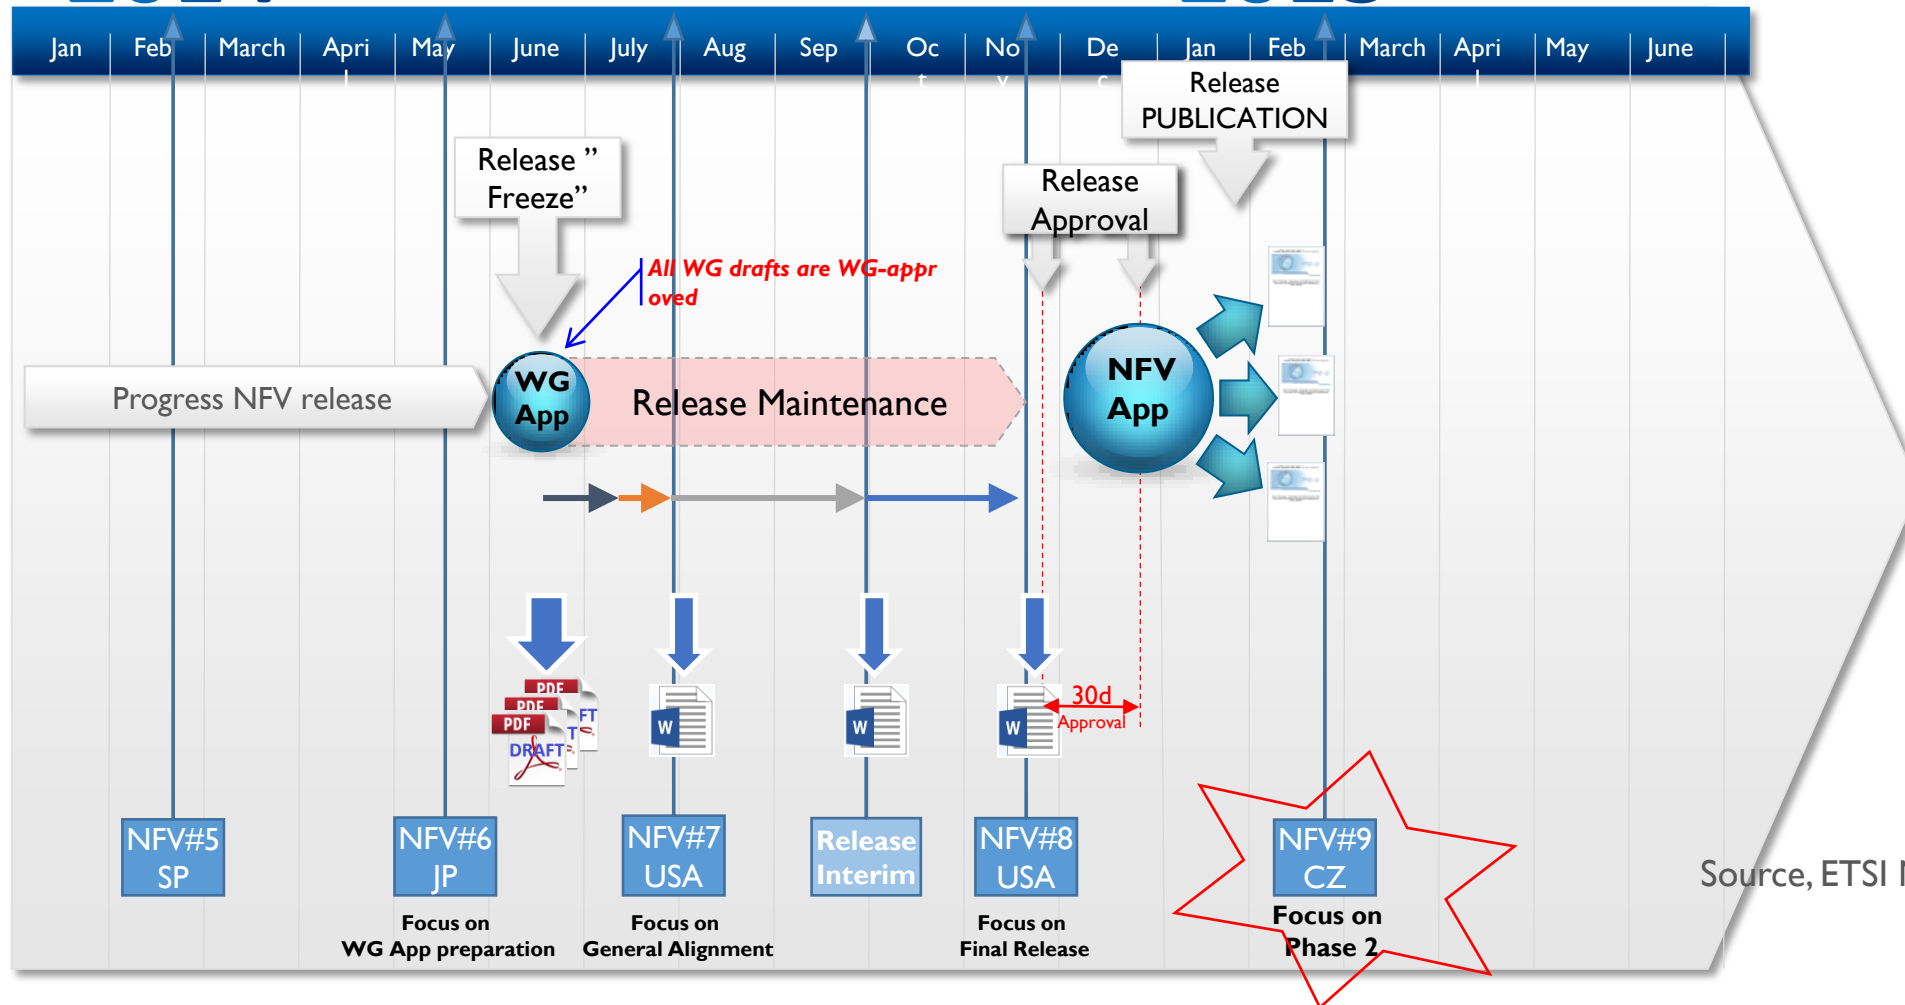 Jan Feb March Apri May June July Aug Sep Oc No De Jan Feb March Apri May June
l t v c l
Release
PUBLICATION
Release ”
Freeze”
Release
Approval
All WG drafts are WG-appr
oved
Progress NFV release
WG
App
Release Maintenance
NFV
App
PDF
PDF
PDF
FT
T
DRAFT
W
W
W
30d
Approval
NFV#5
SP
NFV#6
JP
Focus on
WG App preparation
NFV#7
USA
Focus on
General Alignment
Release
Interim
NFV#8
USA
Focus on
Final Release
NFV#9
CZ
Focus on
Phase 2
Source, ETSI N